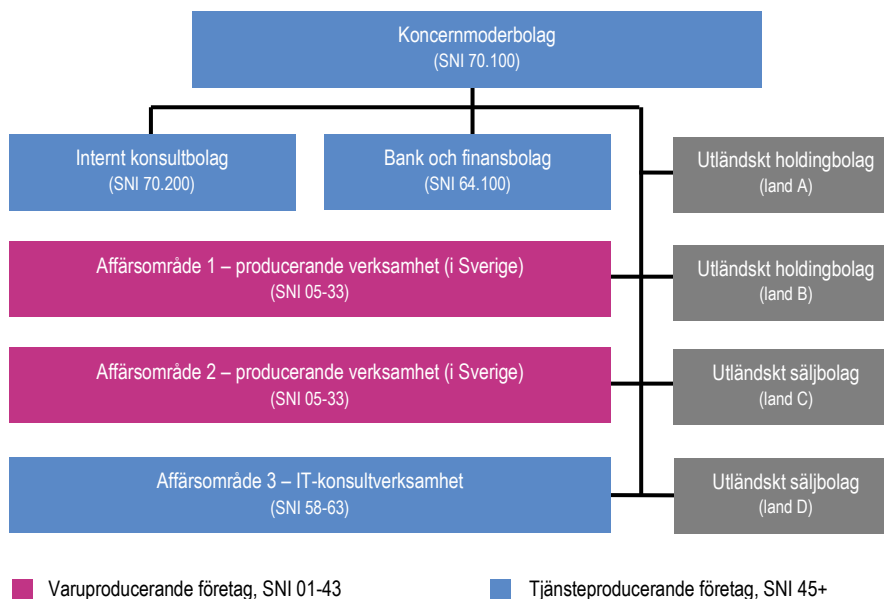 Koncernmoderbolag
(SNI 70.100)
Internt konsultbolag
(SNI 70.200)
Bank och finansbolag
(SNI 64.100)
Utländskt holdingbolag
(land A)
Affärsområde 1 – producerande verksamhet (i Sverige)
(SNI 05-33)
Utländskt holdingbolag
(land B)
Affärsområde 2 – producerande verksamhet (i Sverige)
(SNI 05-33)
Utländskt säljbolag
(land C)
Affärsområde 3 – IT-konsultverksamhet
(SNI 58-63)
Utländskt säljbolag
(land D)
Varuproducerande företag, SNI 01-43
Tjänsteproducerande företag, SNI 45+